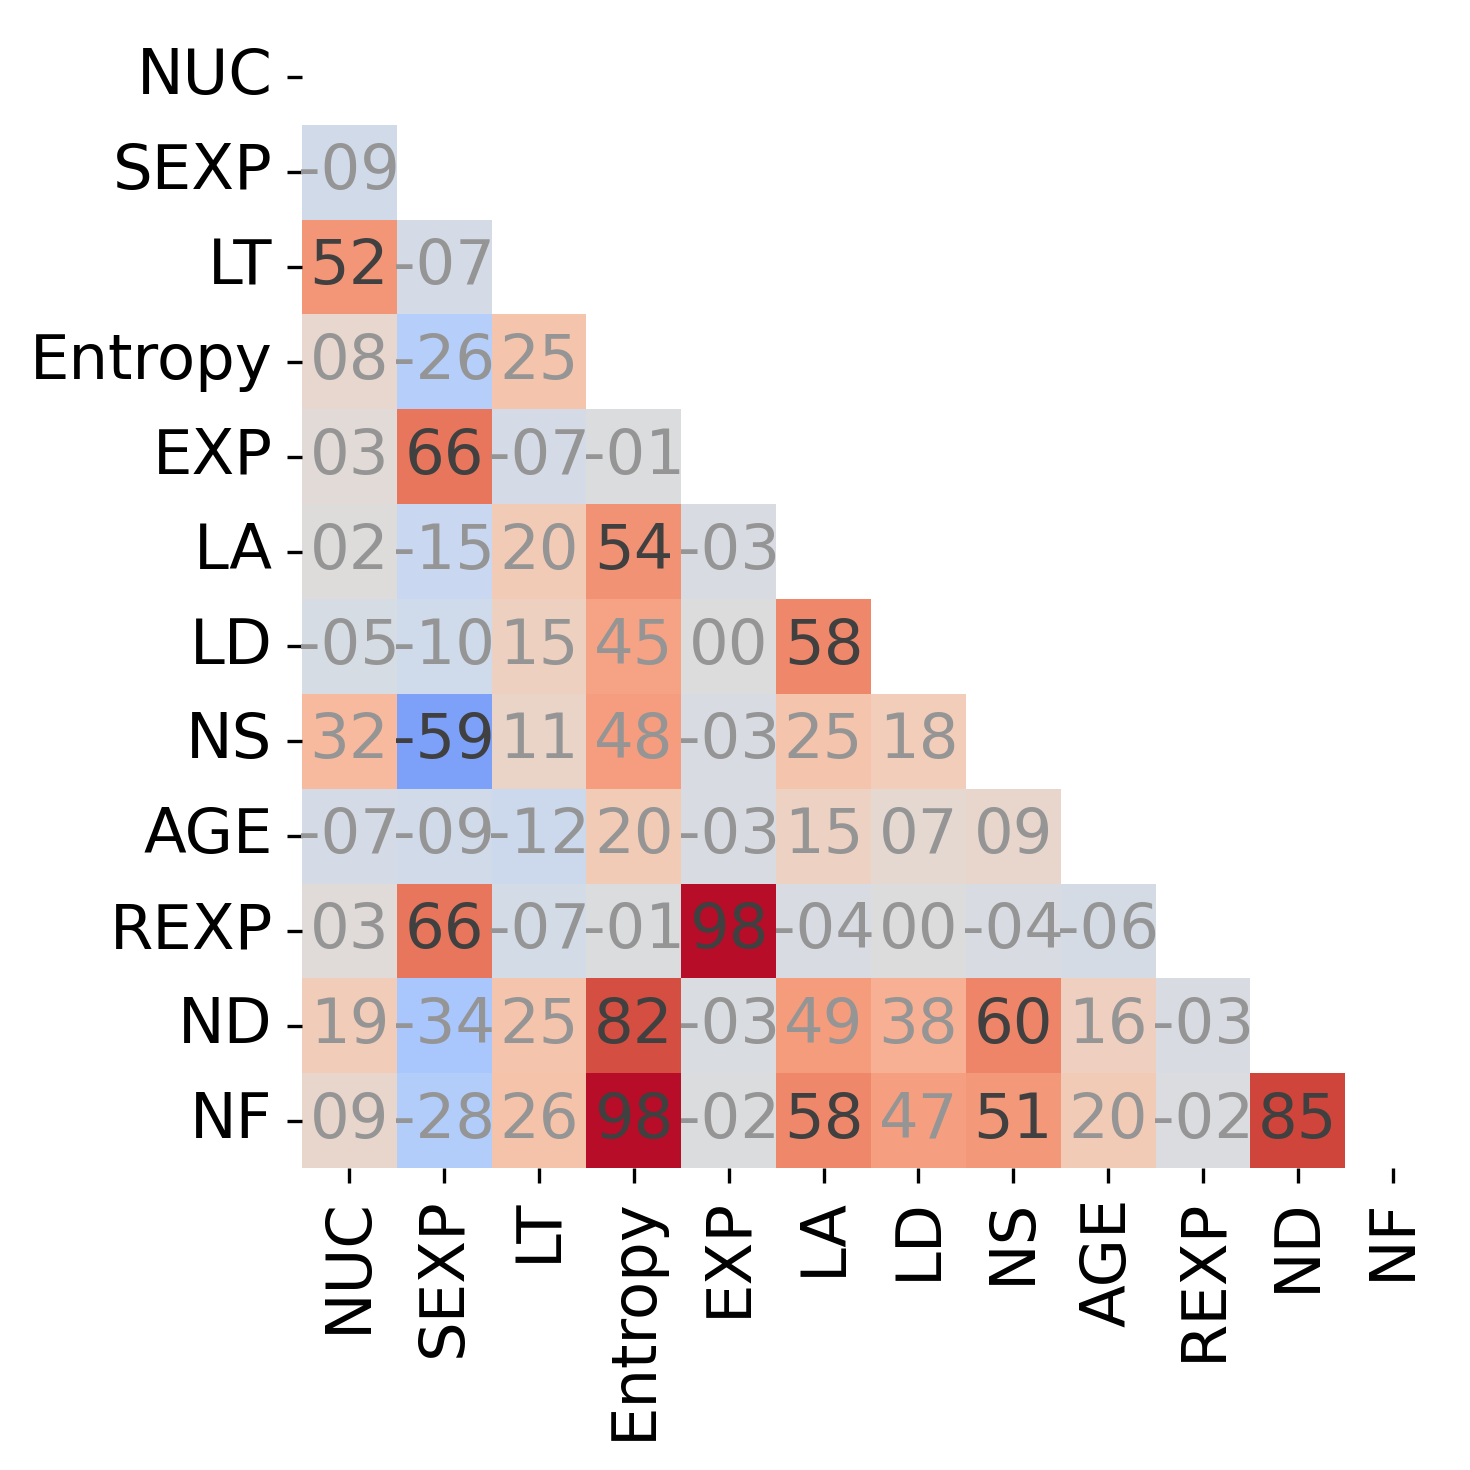 NUC
SEXP -09
LT 52 -07
Entropy 08 -26 25
EXP 03 66 -07 -01
LA 02 -15 20 54 -03
LD -05 -10 15 45 00 58
NS 32 -59 11 48 -03 25 18
AGE -07 -09 -12 20 -03 15 07 09
REXP 03 66 -07 -01 98 -04 00 -04 -06
ND 19 -34 25 82 -03 49 38 60 16 -03
NF 09 -28 26 98 -02 58 47 51 20 -02 85
NUC SEXP LT Entropy EXP LA LD NS AGE REXP ND NF